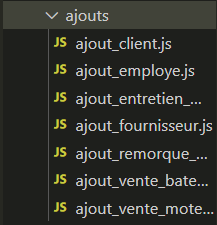 ajouts
JS ajout_client.js
JS ajout_employe.js
JS ajout_entretien_...
JS ajout_fournisseur.js
JS ajout_remorque_...
JS ajout_vente_bate...
JS ajout_vente_mote...